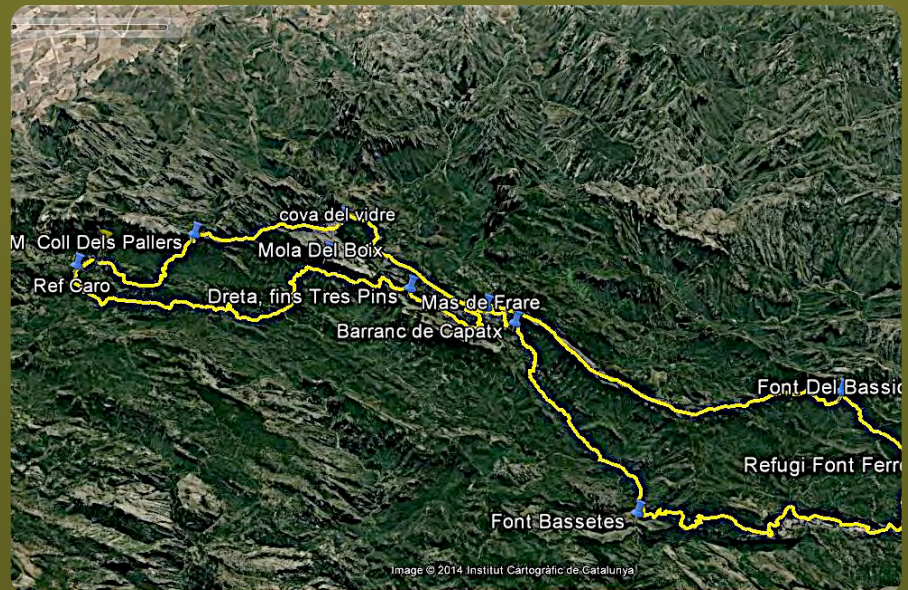 cova del vidre
M Coll Dels Pallers
Mola Del Boix
Ref Caro
Dreta, fins Tres Pins
Mas de Frare
Barranc de Capatx
Font Del Bassio
Refugi Font Ferre
Font Bassetes
Image © 2014 Institut Cartogràfic de Catalunya